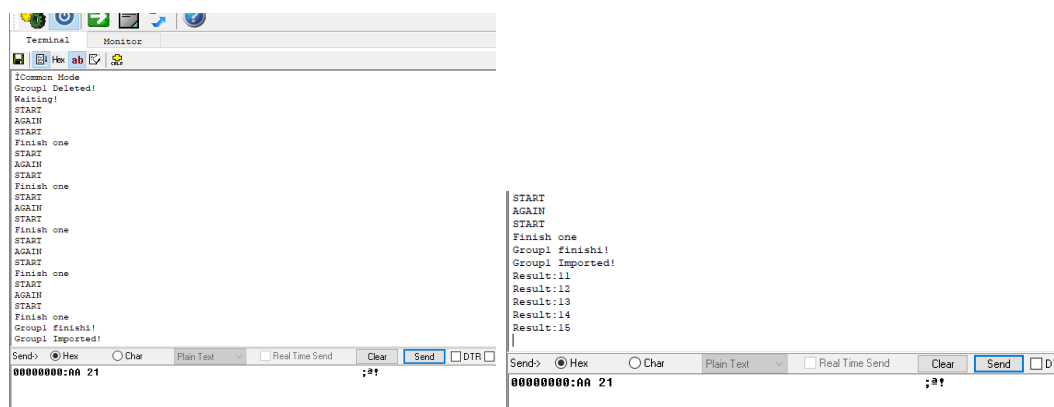 Terminal Monitor
Hex ab
ÍCommon Mode
Group1 Deleted!
Waiting!
START
AGAIN
START
Finish one
START
AGAIN
START
Finish one
START
AGAIN
START
Finish one
START
AGAIN
START
Finish one
START
AGAIN
START
Finish one
Group1 finishi!
Group1 Imported!
Send-> Hex Char Plain Text Real Time Send Clear Send DTR
00000000:AA 21 ;ª!
START
AGAIN
START
Finish one
Group1 finishi!
Group1 Imported!
Result:11
Result:12
Result:13
Result:14
Result:15
Send-> Hex Char Plain Text Real Time Send Clear Send D
00000000:AA 21 ;ª!